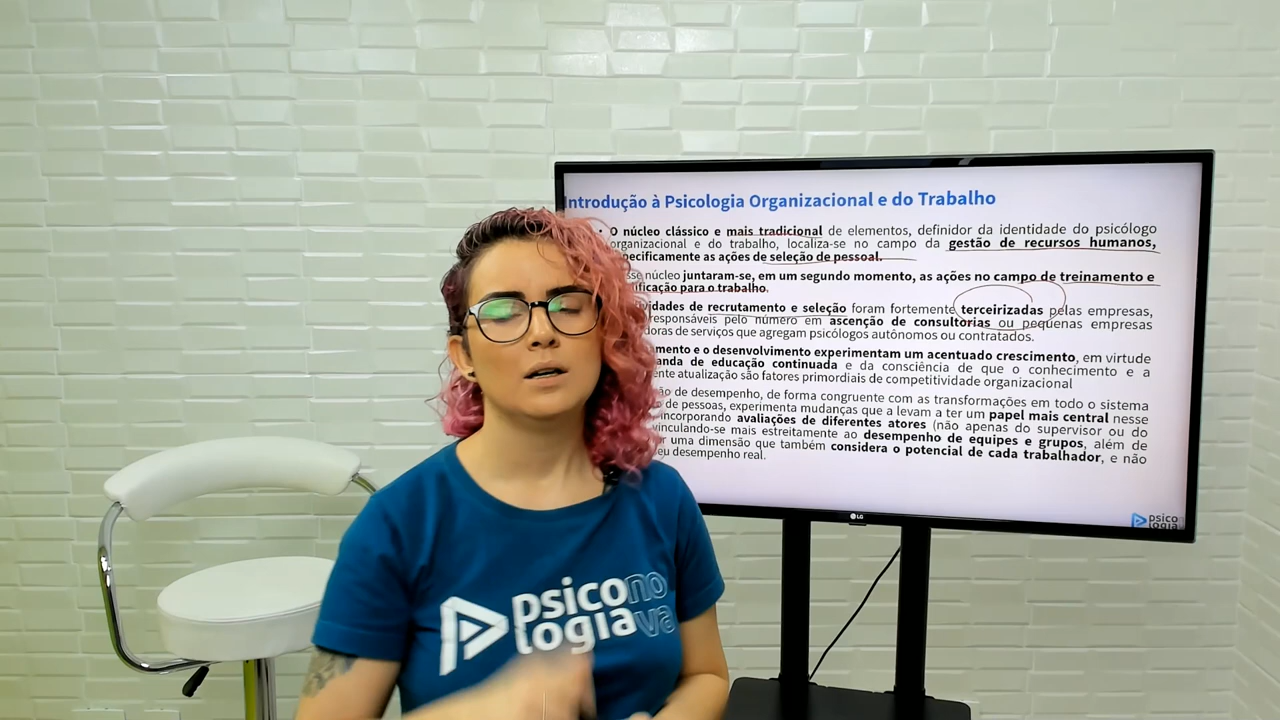 ntrodução à Psicologia Organizacional e do Trabalho
• O núcleo clássico e mais tradicional de elementos, definidor da identidade do psicólogo
organizacional e do trabalho, localiza-se no campo da gestão de recursos humanos,
pecificamente as ações de seleção de pessoal.
sse núcleo juntaram-se, em um segundo momento, as ações no campo de treinamento e
ificação para o trabalho.
vidades de recrutamento e seleção foram fortemente terceirizadas pelas empresas,
responsáveis pelo número em ascenção de consultorias ou pequenas empresas
doras de serviços que agregam psicólogos autônomos ou contratados.
amento e o desenvolvimento experimentam um acentuado crescimento, em virtude
anda de educação continuada e da consciência de que o conhecimento e a
ente atualização são fatores primordiais de competitividade organizacional
ão de desempenho, de forma congruente com as transformações em todo o sistema
de pessoas, experimenta mudanças que a levam a ter um papel mais central nesse
incorporando avaliações de diferentes atores (não apenas do supervisor ou do
vinculando-se mais estreitamente ao desempenho de equipes e grupos, além de
r uma dimensão que também considera o potencial de cada trabalhador, e não
eu desempenho real.
LG
psico
logia
psicono
logiava